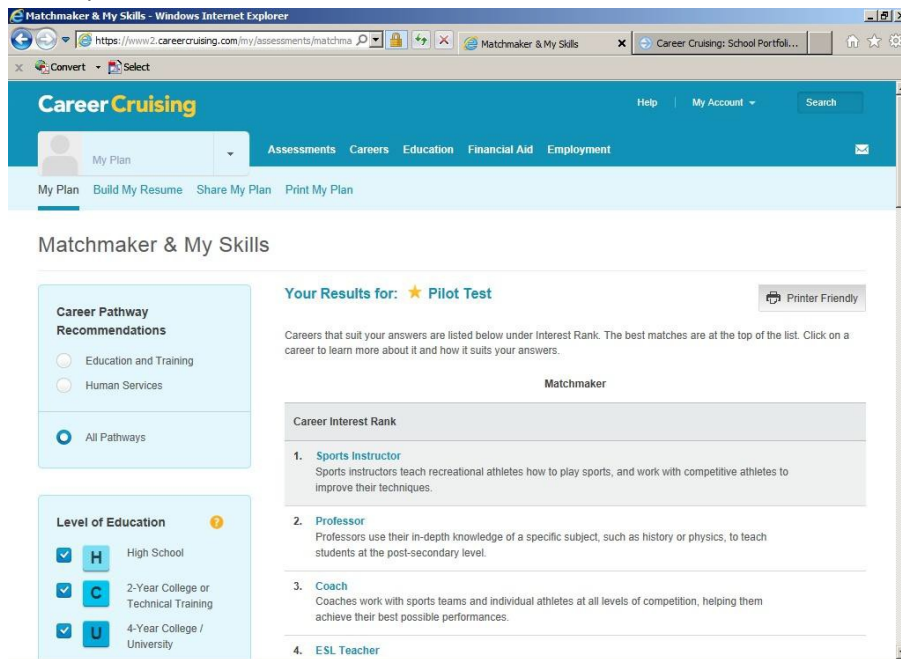 Matchmaker & My Skills - Windows Internet Explorer
https://www2.careercruising.com/my/assessments/matchma
Matchmaker & My Skills
Career Cruising: School Portfoli...
Convert
Select
Career Cruising
Help
My Account
Search
My Plan
Assessments Careers Education Financial Aid Employment
My Plan Build My Resume Share My Plan Print My Plan
Matchmaker & My Skills
Career Pathway
Recommendations
Education and Training
Human Services
All Pathways
Level of Education ?
H High School
C 2-Year College or
Technical Training
U 4-Year College /
University
Your Results for: Pilot Test
Printer Friendly
Careers that suit your answers are listed below under Interest Rank. The best matches are at the top of the list. Click on a
career to learn more about it and how it suits your answers.
Matchmaker
Career Interest Rank
1. Sports Instructor
Sports instructors teach recreational athletes how to play sports, and work with competitive athletes to
improve their techniques.
2. Professor
Professors use their in-depth knowledge of a specific subject, such as history or physics, to teach
students at the post-secondary level.
3. Coach
Coaches work with sports teams and individual athletes at all levels of competition, helping them
achieve their best possible performances.
4. ESL Teacher